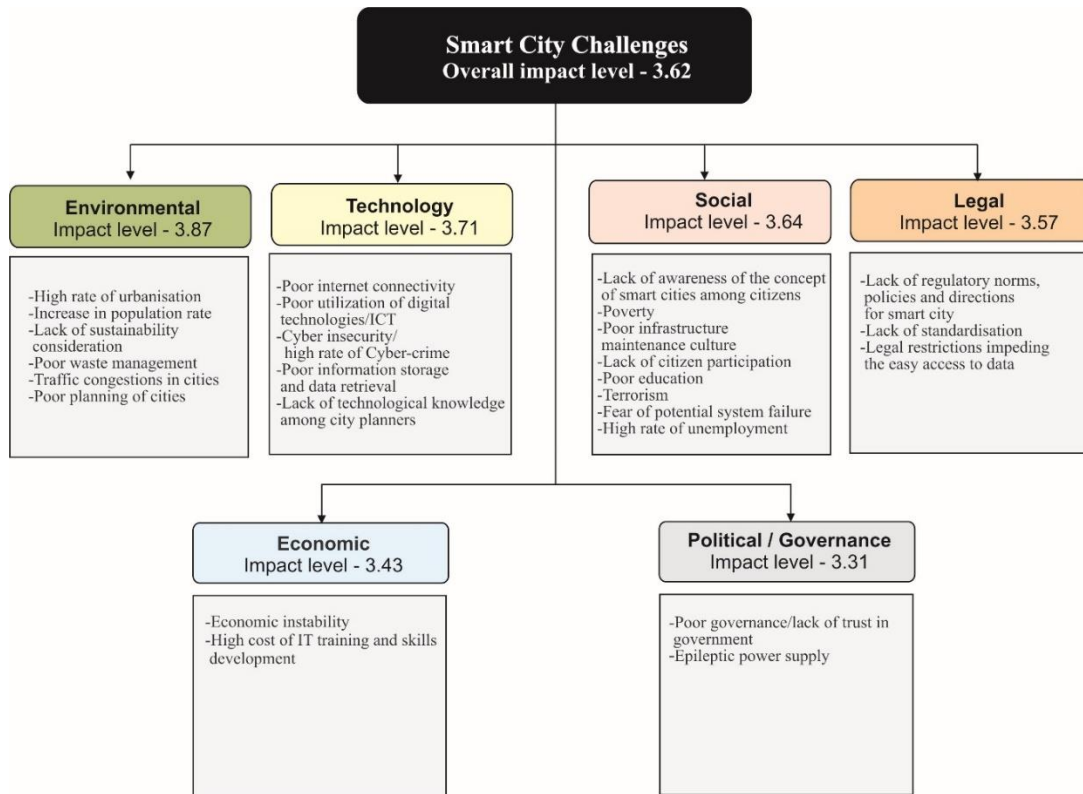 Smart City Challenges
Overall impact level - 3.62
Environmental
Impact level - 3.87
-High rate of urbanisation
-Increase in population rate
-Lack of sustainability
consideration
-Poor waste management
-Traffic congestions in cities
-Poor planning of cities
Technology
Impact level - 3.71
-Poor internet connectivity
-Poor utilization of digital
technologies/ICT
-Cyber insecurity/
high rate of Cyber-crime
-Poor information storage
and data retrieval
-Lack of technological knowledge
among city planners
Social
Impact level - 3.64
-Lack of awareness of the concept
of smart cities among citizens
-Poverty
-Poor infrastructure
maintenance culture
-Lack of citizen participation
-Poor education
-Terrorism
-Fear of potential system failure
-High rate of unemployment
Legal
Impact level - 3.57
-Lack of regulatory norms,
policies and directions
for smart city
-Lack of standardisation
-Legal restrictions impeding
the easy access to data
Economic
Impact level - 3.43
-Economic instability
-High cost of IT training and skills
development
Political / Governance
Impact level - 3.31
-Poor governance/lack of trust in
government
-Epileptic power supply